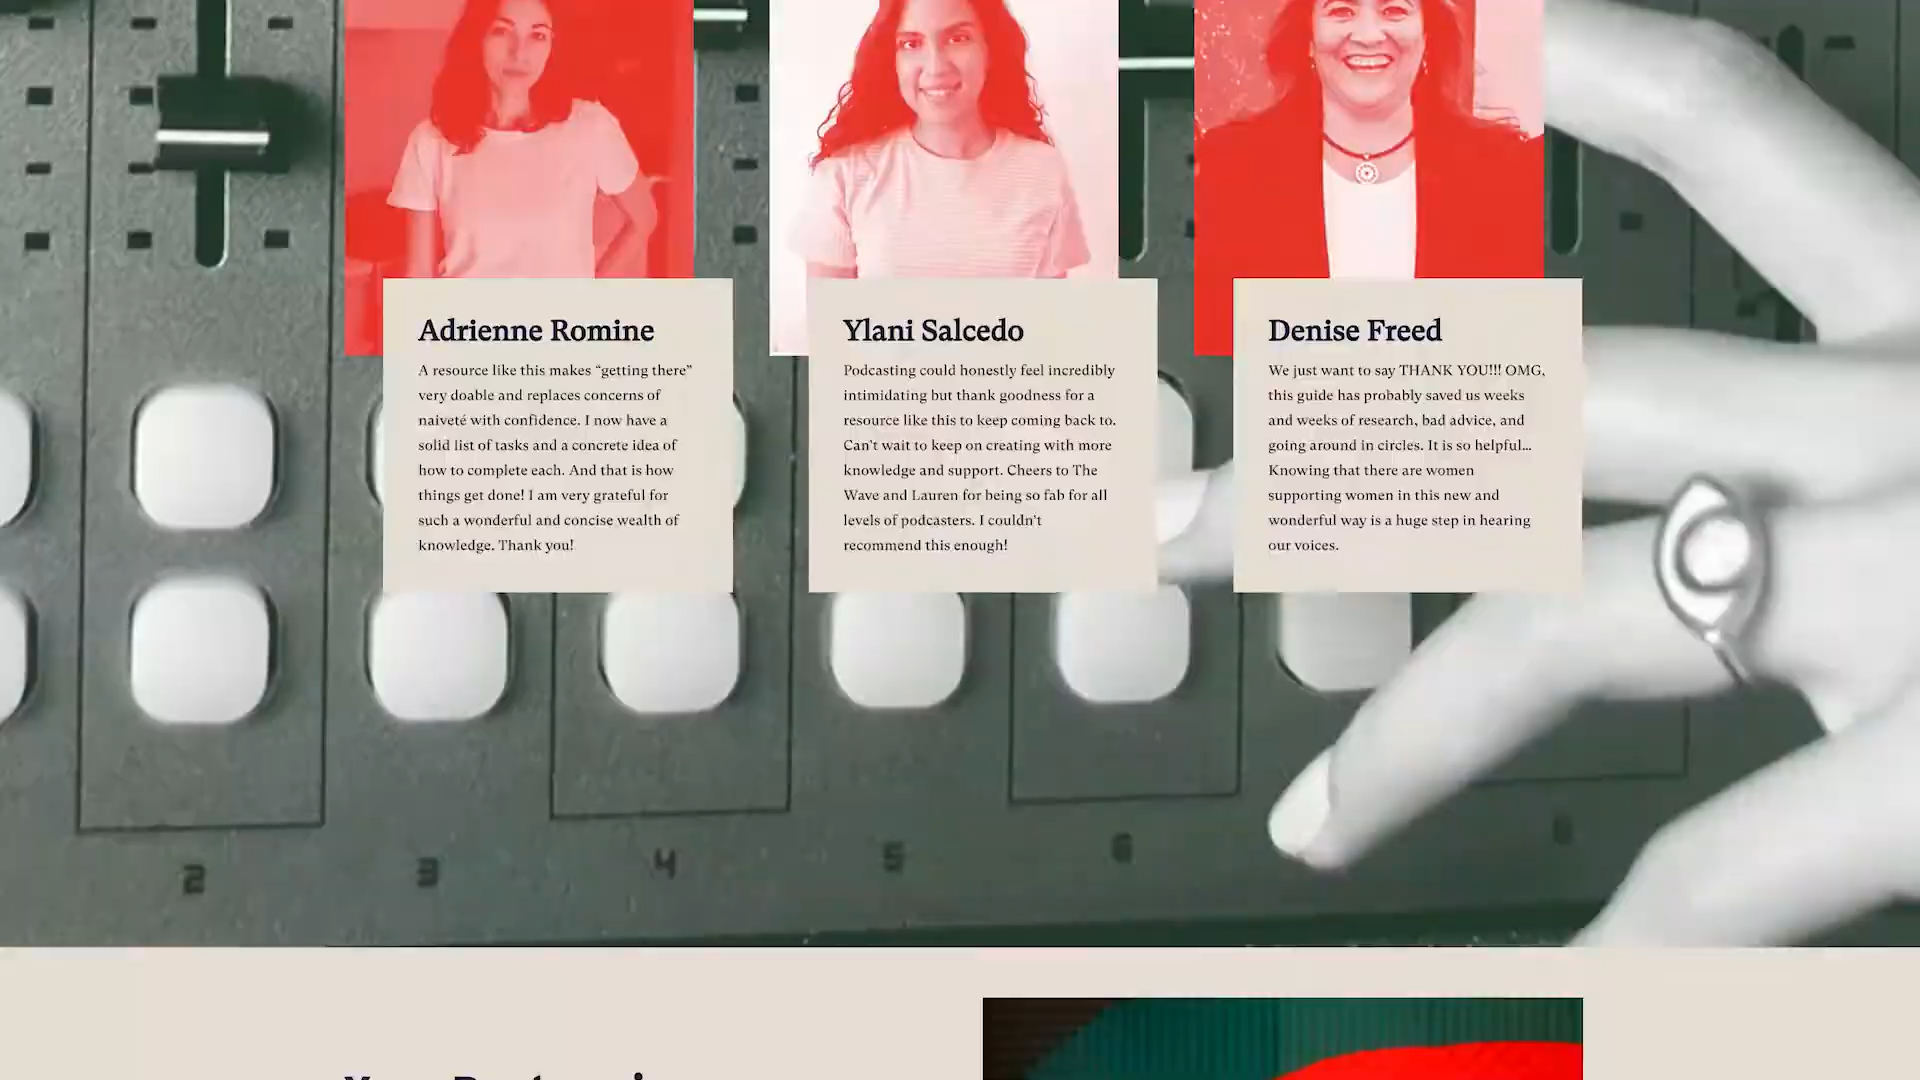 Adrienne Romine
A resource like this makes “getting there”
very doable and replaces concerns of
naiveté with confidence. I now have a
solid list of tasks and a concrete idea of
how to complete each. And that is how
things get done! I am very grateful for
such a wonderful and concise wealth of
knowledge. Thank you!
Ylani Salcedo
Podcasting could honestly feel incredibly
intimidating but thank goodness for a
resource like this to keep coming back to.
Can't wait to keep on creating with more
knowledge and support. Cheers to The
Wave and Lauren for being so fab for all
levels of podcasters. I couldn't
recommend this enough!
Denise Freed
We just want to say THANK YOU!!! OMG,
this guide has probably saved us weeks
and weeks of research, bad advice, and
going around in circles. It is so helpful...
Knowing that there are women
supporting women in this new and
wonderful way is a huge step in hearing
our voices.
2 3 4 5 6